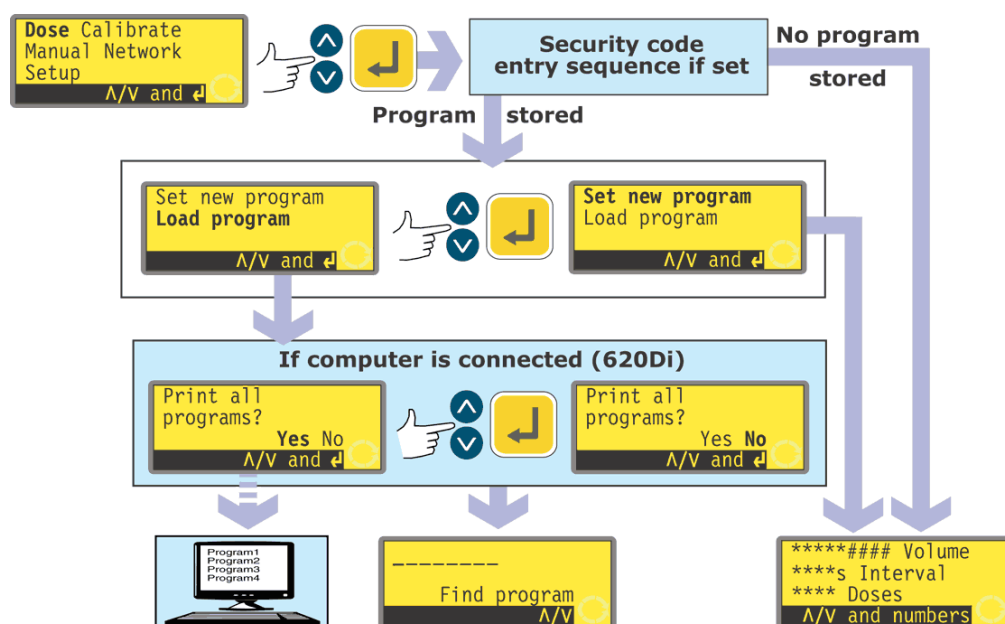 Dose Calibrate
Manual Network
Setup
∧/∨ and ↵
Security code
entry sequence if set
No program
stored
Program stored
Set new program
Load program
∧/∨ and ↵
Set new program
Load program
∧/∨ and ↵
If computer is connected (620Di)
Print all
programs?
Yes No
∧/∨ and ↵
Print all
programs?
Yes No
∧/∨ and ↵
Program1
Program2
Program3
Program4
--------
Find program
∧/∨
*****#### Volume
****s Interval
**** Doses
∧/∨ and numbers